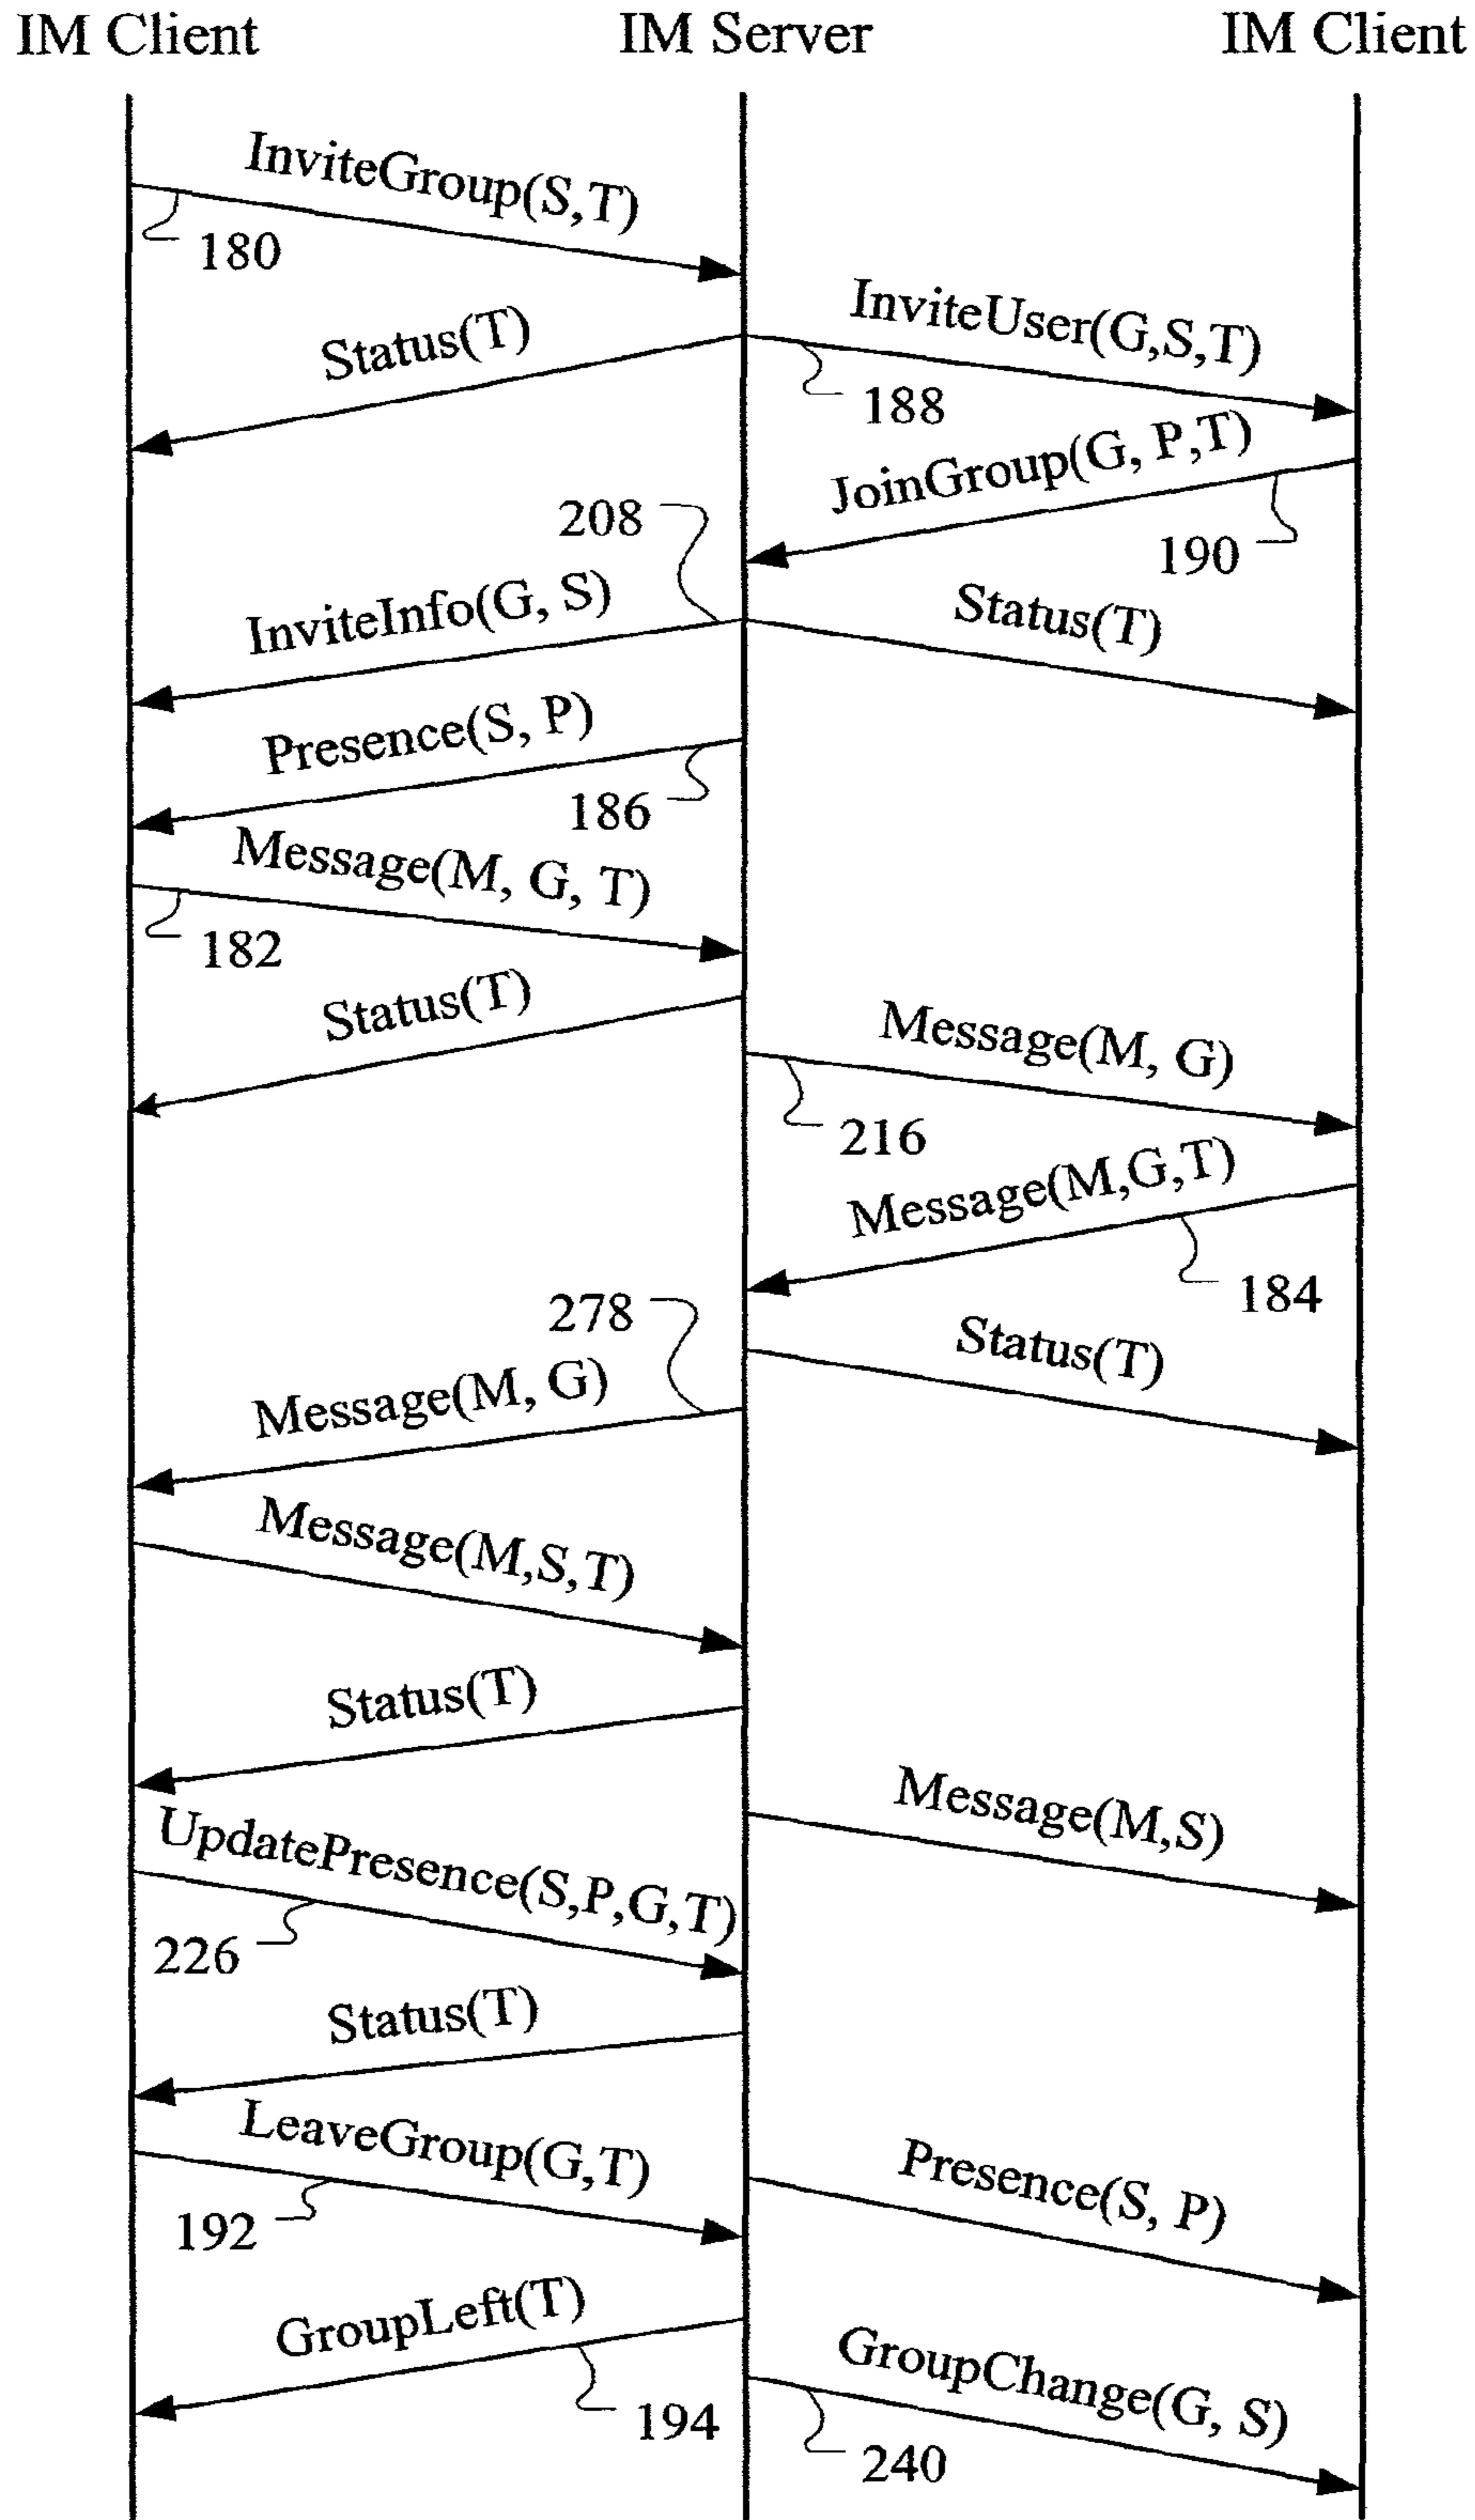 IM Client
IM Server
IM Client
InviteGroup(S,T)
180
InviteUser(G,S,T)
Status(T)
188
JoinGroup(G, P,T)
208
190
InviteInfo(G, S)
Status(T)
Presence(S, P)
186
Message(M, G, T)
182
Status(T)
Message(M, G)
216
Message(M,G,T)
184
278
Status(T)
Message(M, G)
Message(M,S,T)
Status(T)
Message(M,S)
UpdatePresence(S,P,G,T)
226
Status(T)
LeaveGroup(G,T)
Presence(S, P)
192
GroupLeft(T)
GroupChange(G, S)
194
240